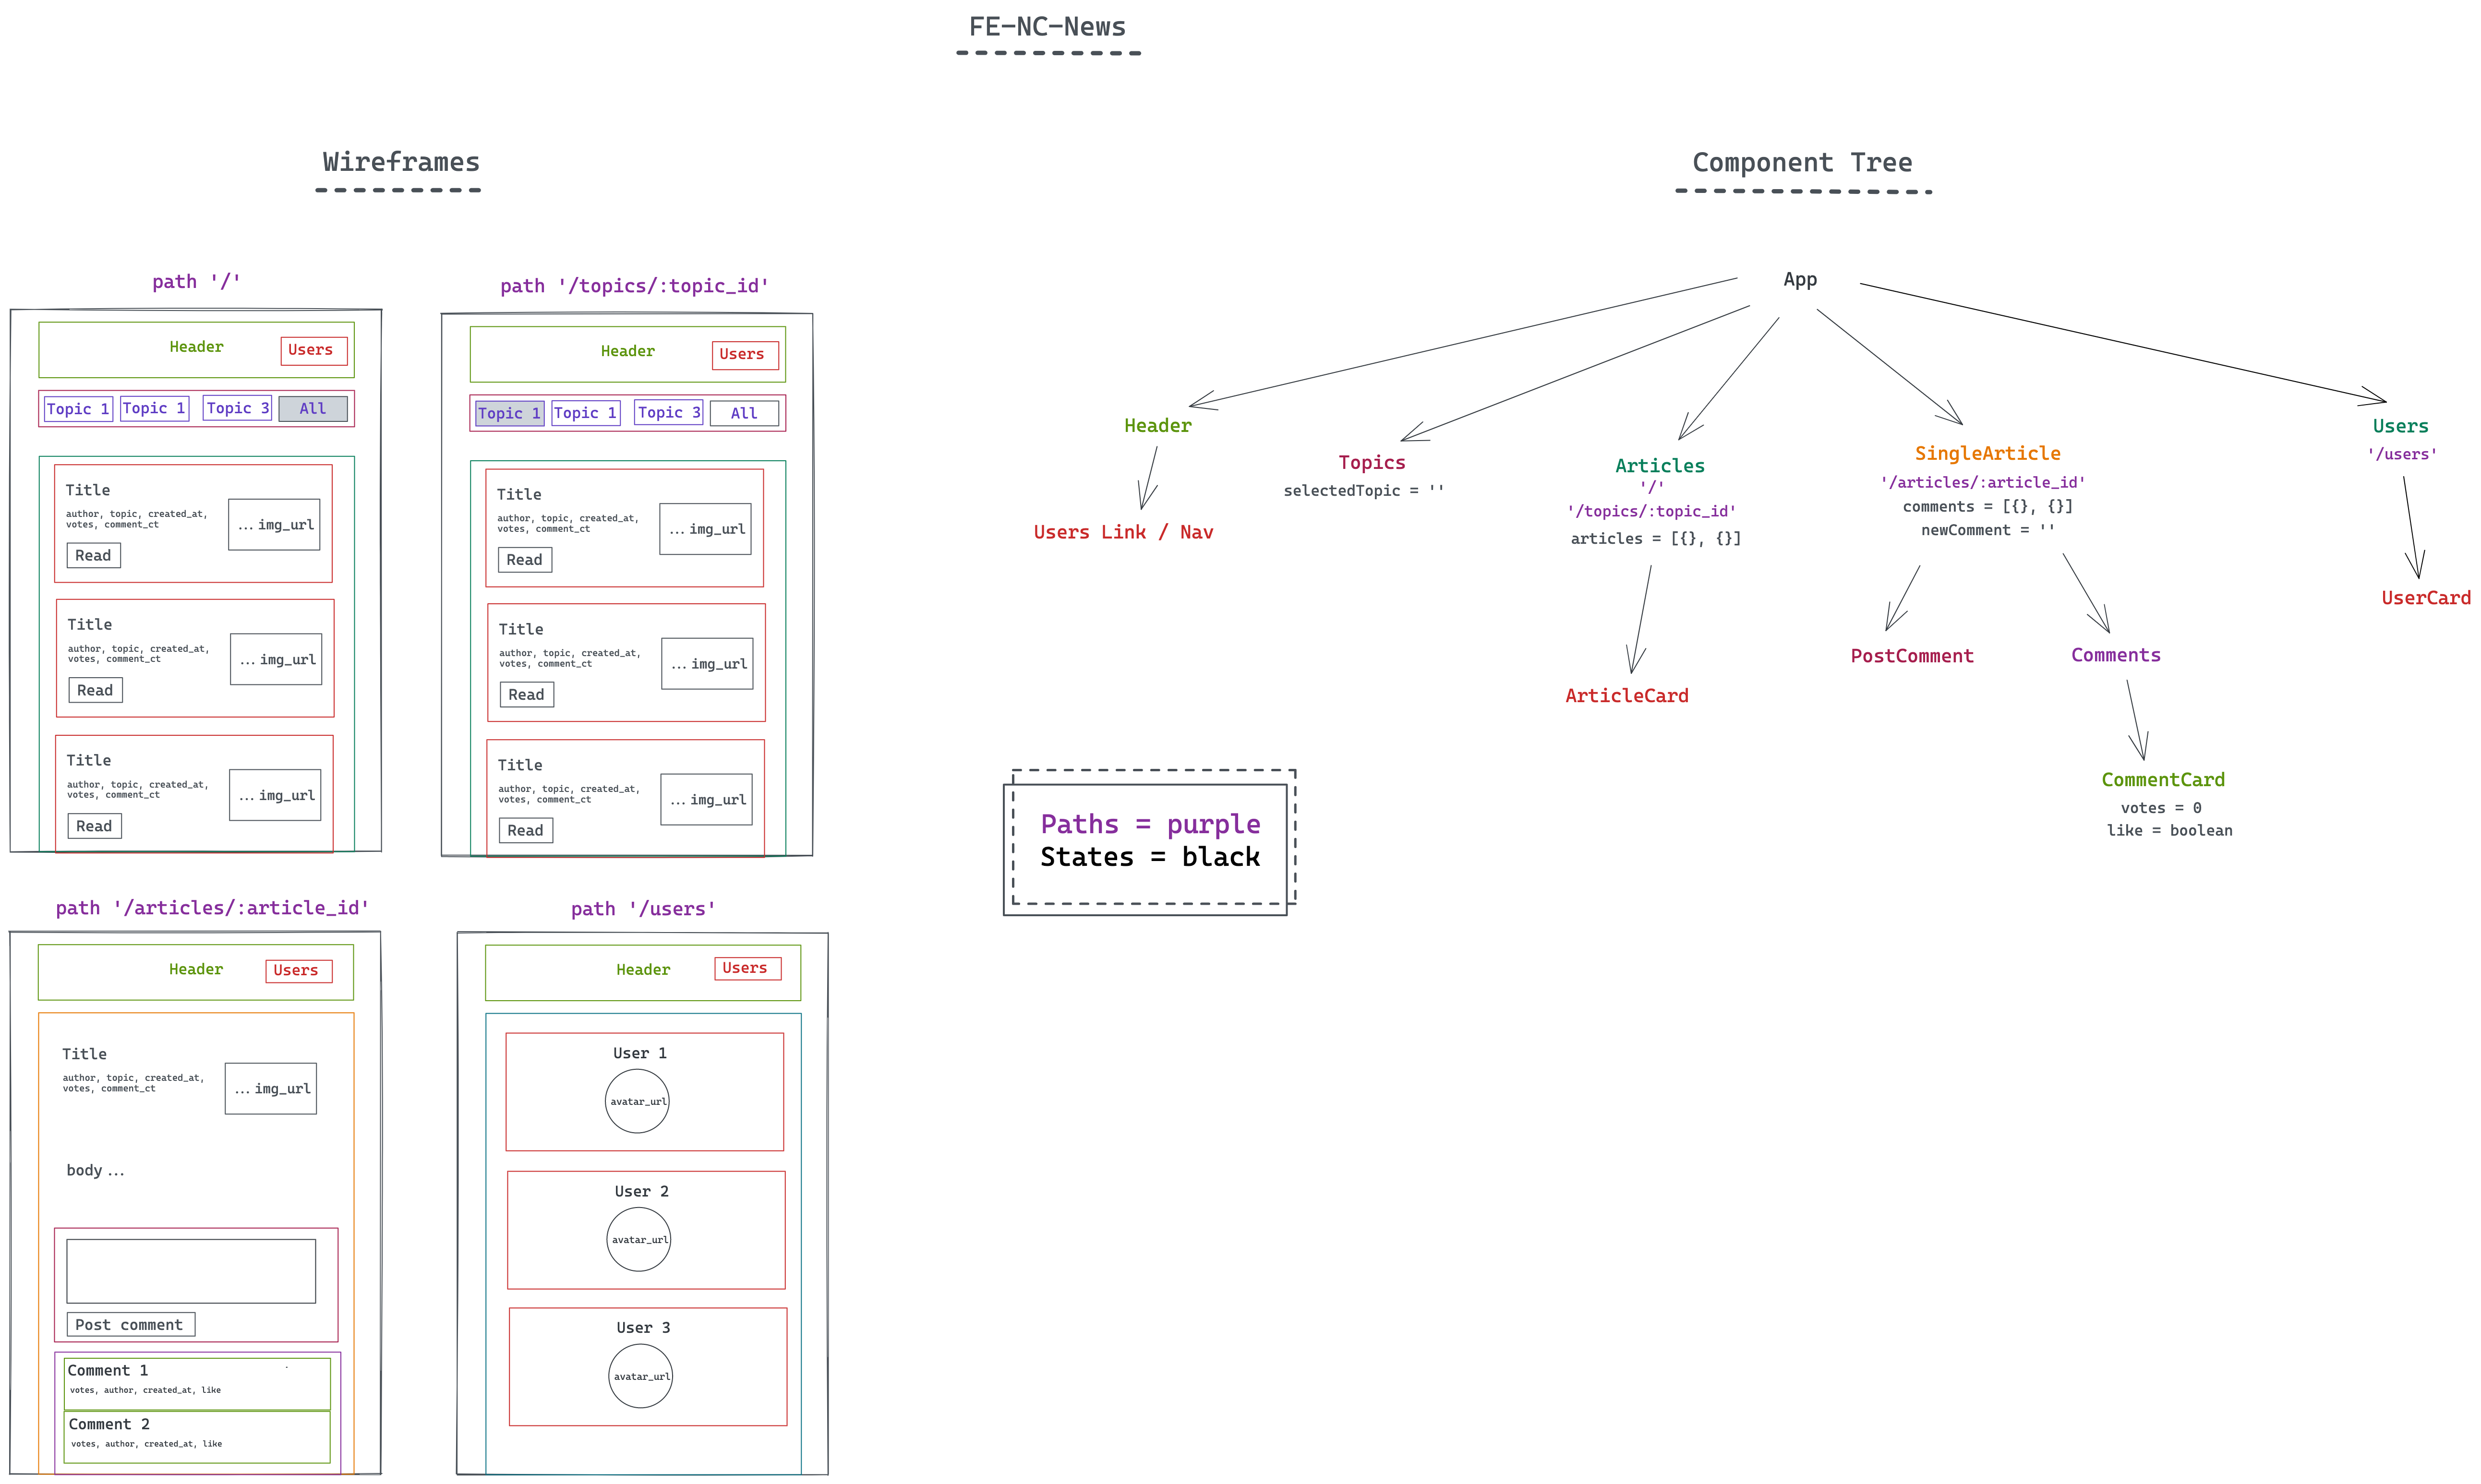 FE-NC-News
Wireframes
path '/'
Header
Users
Topic 1
Topic 1
Topic 3
All
Title
author, topic, created_at,
votes, comment_ct
... img_url
Read
Title
author, topic, created_at,
votes, comment_ct
... img_url
Read
Title
author, topic, created_at,
votes, comment_ct
... img_url
Read
path '/topics/:topic_id'
Header
Users
Topic 1
Topic 1
Topic 3
All
Title
author, topic, created_at,
votes, comment_ct
... img_url
Read
Title
author, topic, created_at,
votes, comment_ct
... img_url
Read
Title
author, topic, created_at,
votes, comment_ct
... img_url
Read
path '/articles/:article_id'
Header
Users
Title
author, topic, created_at,
votes, comment_ct
... img_url
body ...
Post comment
Comment 1
votes, author, created_at, like
Comment 2
votes, author, created_at, like
path '/users'
Header
Users
User 1
avatar_url
User 2
avatar_url
User 3
avatar_url
Component Tree
App
Header
Users Link / Nav
Topics
selectedTopic = ''
Articles
'/'
'/topics/:topic_id'
articles = [{}, {}]
ArticleCard
SingleArticle
'/articles/:article_id'
comments = [{}, {}]
newComment = ''
PostComment
Comments
CommentCard
votes = 0
like = boolean
Users
'/users'
UserCard
Paths = purple
States = black